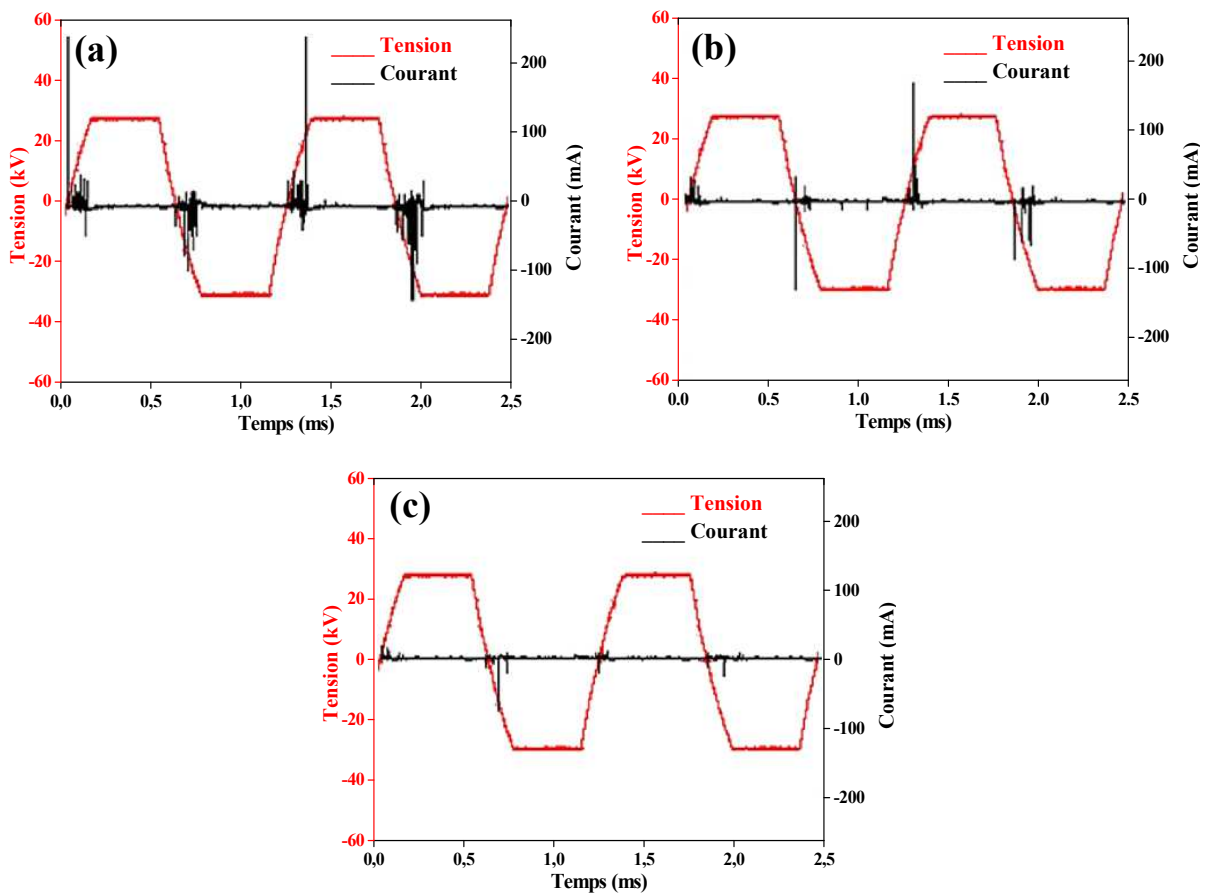 (a)
Tension
Courant
60
40
20
0
-20
-40
-60
Tension (kV)
200
100
0
-100
-200
Courant (mA)
0,0 0,5 1,0 1,5 2,0 2,5
Temps (ms)
(b)
Tension
Courant
60
40
20
0
-20
-40
-60
Tension (kV)
200
100
0
-100
-200
Courant (mA)
0.0 0.5 1.0 1.5 2.0 2.5
Temps (ms)
(c)
Tension
Courant
60
40
20
0
-20
-40
-60
Tension (kV)
200
100
0
-100
-200
Courant (mA)
0,0 0,5 1,0 1,5 2,0 2,5
Temps (ms)